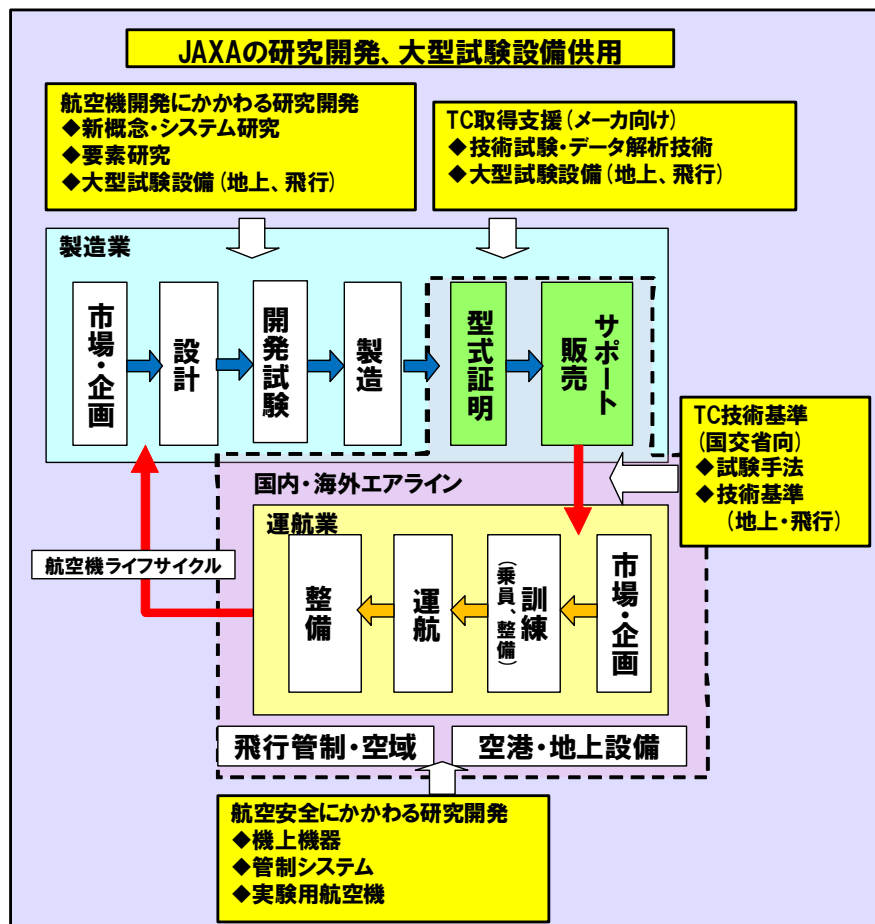 JAXAの研究開発、大型試験設備供用
航空機開発にかかわる研究開発
◆新概念・システム研究
◆要素研究
◆大型試験設備(地上、飛行)
TC取得支援(メーカ向け)
◆技術試験・データ解析技術
◆大型試験設備(地上、飛行)
製造業
市場・企画
設計
開発試験
製造
型式証明
サポート
販売
TC技術基準
(国交省向)
◆試験手法
◆技術基準
(地上・飛行)
国内・海外エアライン
運航業
航空機ライフサイクル
整備
運航
訓練
(乗員、整備)
市場・企画
飛行管制・空域
空港・地上設備
航空安全にかかわる研究開発
◆機上機器
◆管制システム
◆実験用航空機